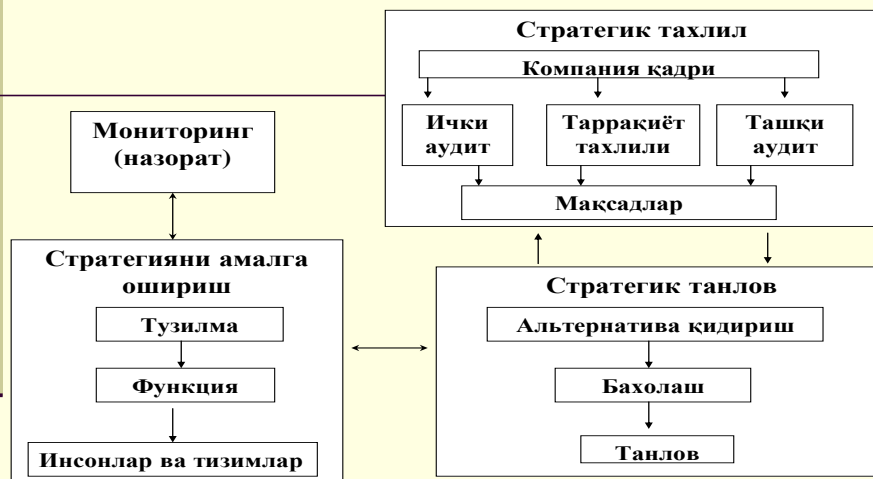 Стратегик тахлил
Компания қадри
Ички
аудит
Таррақиёт
тахлили
Ташқи
аудит
Мақсадлар
Мониторинг
(назорат)
Стратегияни амалга
ошириш
Тузилма
Функция
Инсонлар ва тизимлар
Стратегик танлов
Альтернатива қидириш
Бахолаш
Танлов